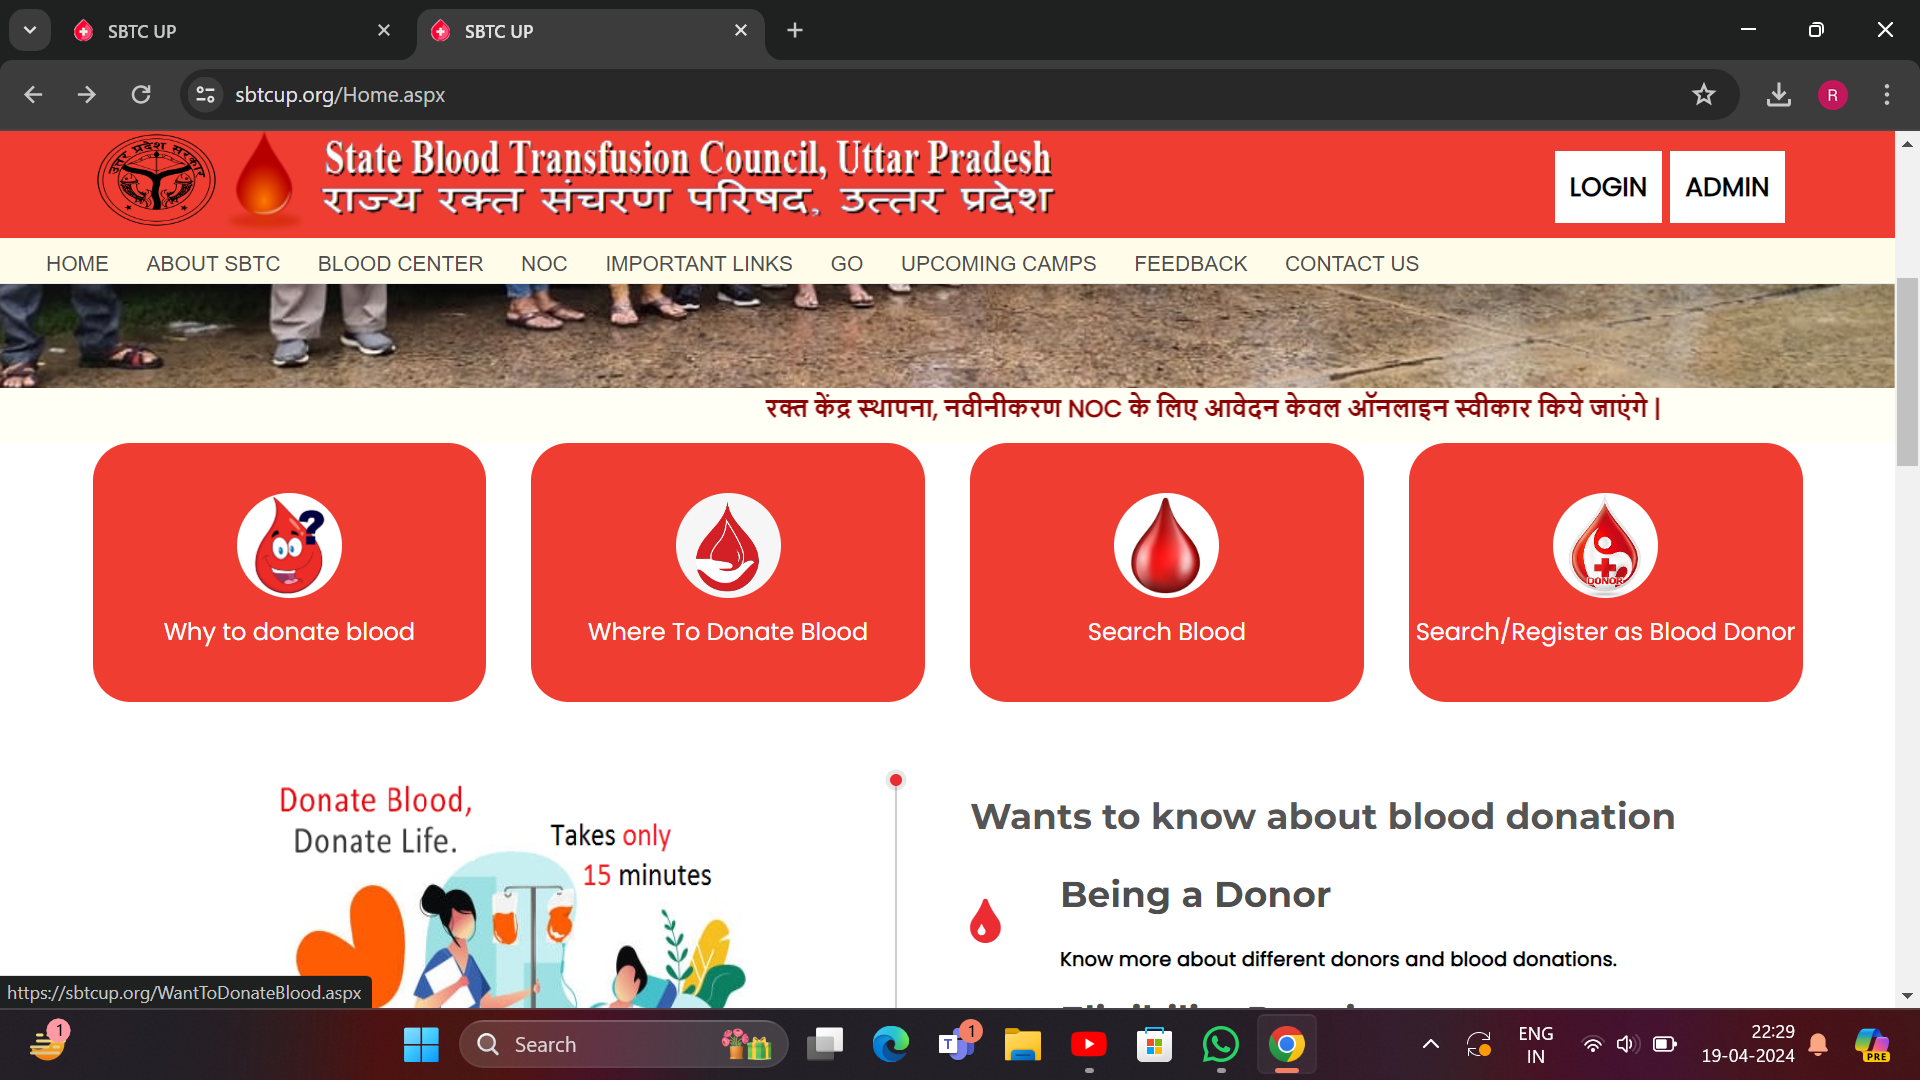 SBTC UP
SBTC UP
sbtcup.org/Home.aspx
R
उत्तर प्रदेश सरकार
State Blood Transfusion Council, Uttar Pradesh
राज्य रक्त संचरण परिषद, उत्तर प्रदेश
LOGIN
ADMIN
HOME ABOUT SBTC BLOOD CENTER NOC IMPORTANT LINKS GO UPCOMING CAMPS FEEDBACK CONTACT US
रक्त केंद्र स्थापना, नवीनीकरण NOC के लिए आवेदन केवल ऑनलाइन स्वीकार किये जाएंगे |
?
DONOR
Why to donate blood
Where To Donate Blood
Search Blood
Search/Register as Blood Donor
Donate Blood,
Donate Life.
Takes only
15 minutes
Wants to know about blood donation
Being a Donor
Know more about different donors and blood donations.
https://sbtcup.org/WantToDonateBlood.aspx
1
Search
T
1
ENG
IN
22:29
19-04-2024
PRE